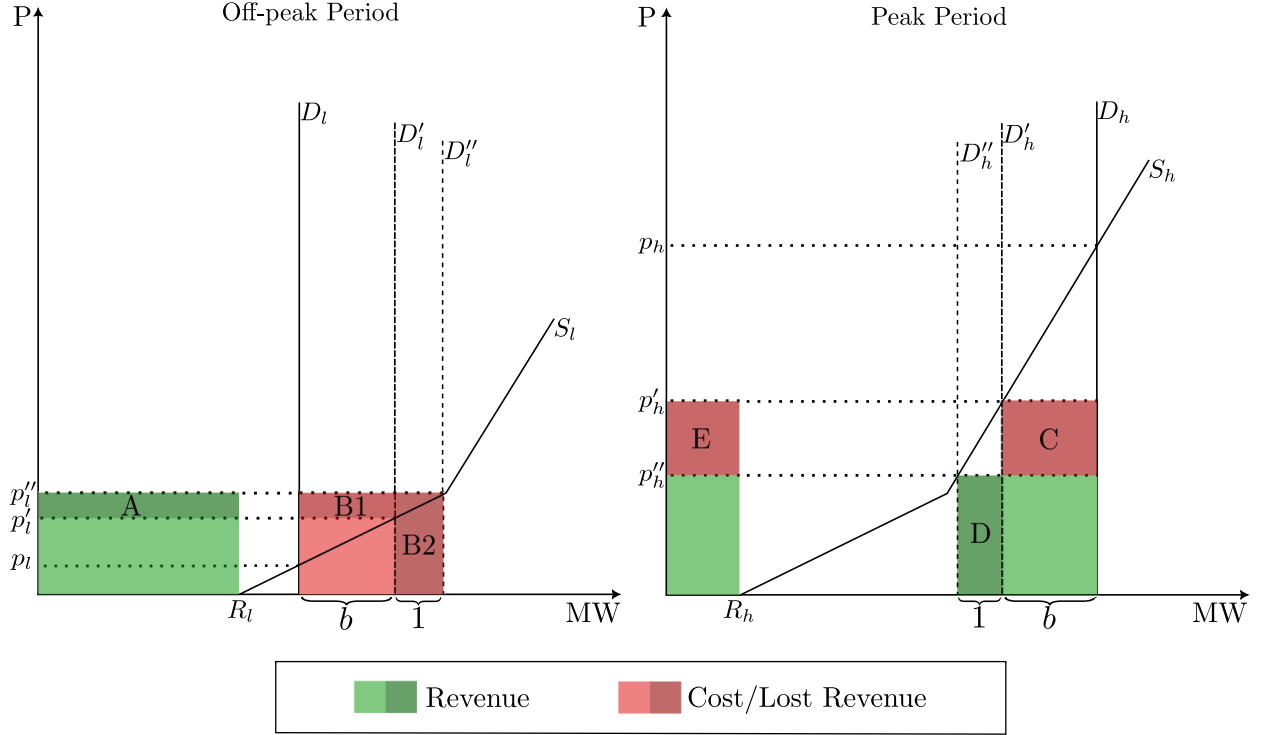 Off-peak Period
P
D_l
D′_l
D″_l
S_l
p″_l
p′_l
p_l
A
B1
B2
R_l
b
1
MW
Peak Period
P
D_h
D′_h
D″_h
S_h
p_h
p′_h
p″_h
E
C
D
R_h
1
b
MW
Revenue
Cost/Lost Revenue